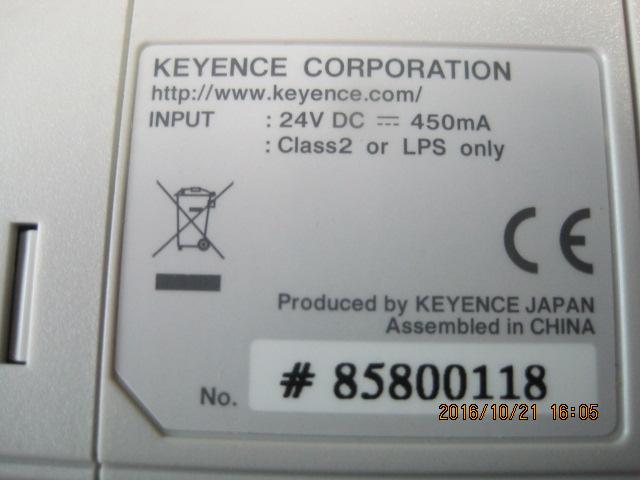 KEYENCE CORPORATION
http://www.keyence.com/
INPUT : 24V DC ⎓ 450mA
: Class2 or LPS only
CE
Produced by KEYENCE JAPAN
Assembled in CHINA
No. # 85800118
2016/10/21 16:05